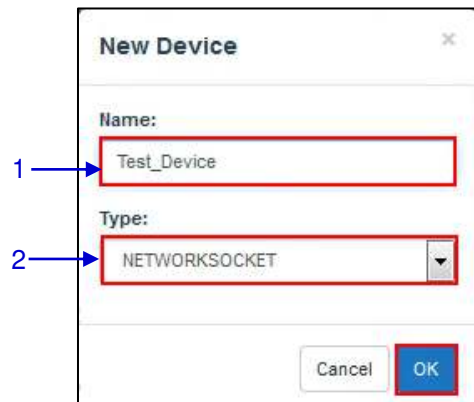 New Device ×
Name:
1 Test_Device
Type:
2 NETWORKSOCKET
Cancel OK